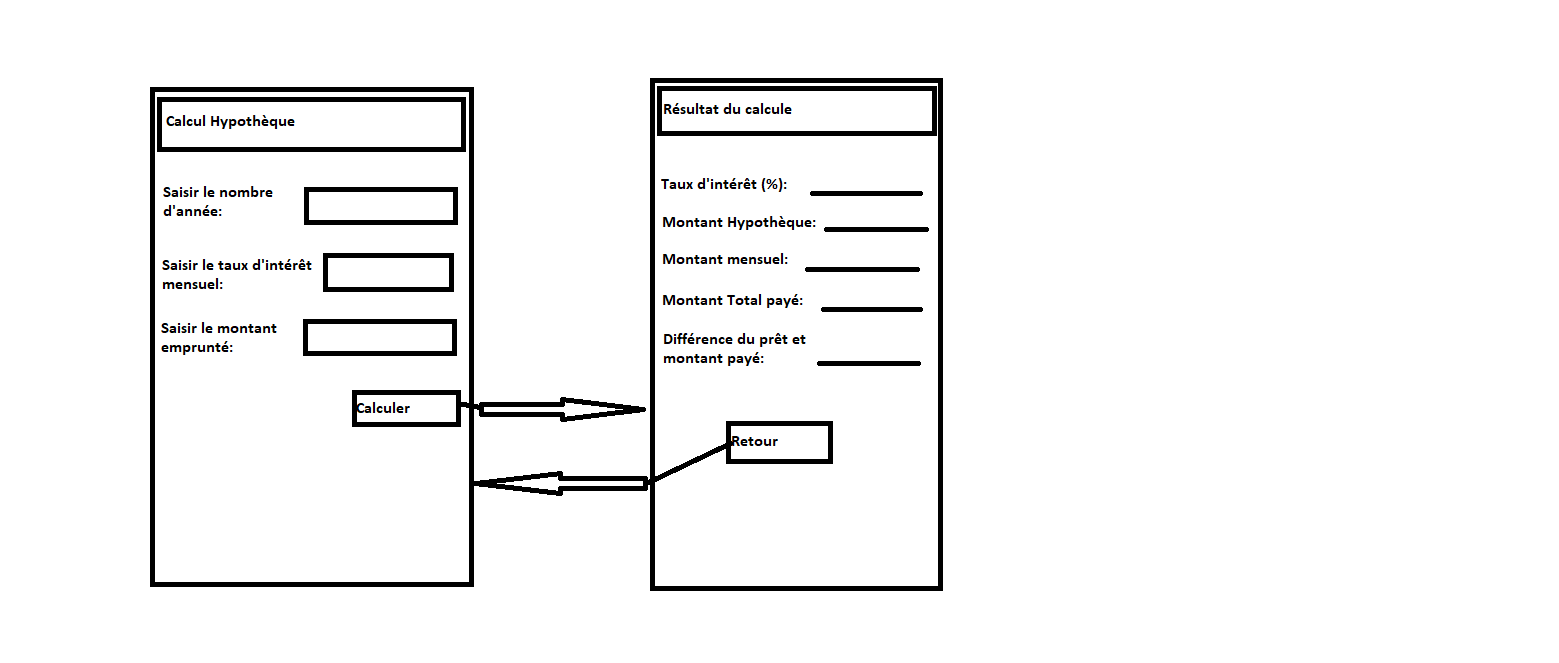 Calcul Hypothèque
Saisir le nombre
d'année:
Saisir le taux d'intérêt
mensuel:
Saisir le montant
emprunté:
Calculer
Résultat du calcule
Taux d'intérêt (%):
Montant Hypothèque:
Montant mensuel:
Montant Total payé:
Différence du prêt et
montant payé:
Retour